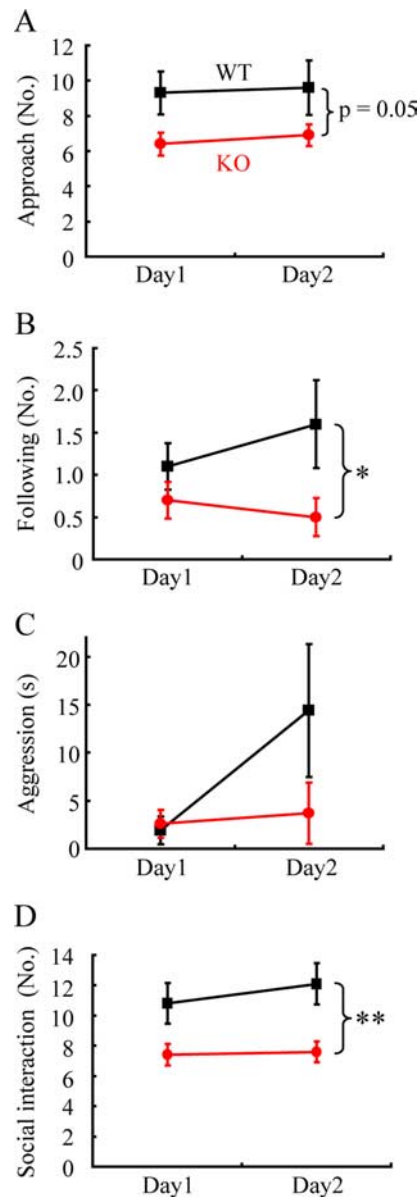 A
Approach (No.)
12
10
8
6
4
2
0
WT
KO
p = 0.05
Day1 Day2
B
Following (No.)
2.5
2.0
1.5
1.0
0.5
0
*
Day1 Day2
C
Aggression (s)
20
15
10
5
0
Day1 Day2
D
Social interaction (No.)
14
12
10
8
6
4
2
0
**
Day1 Day2